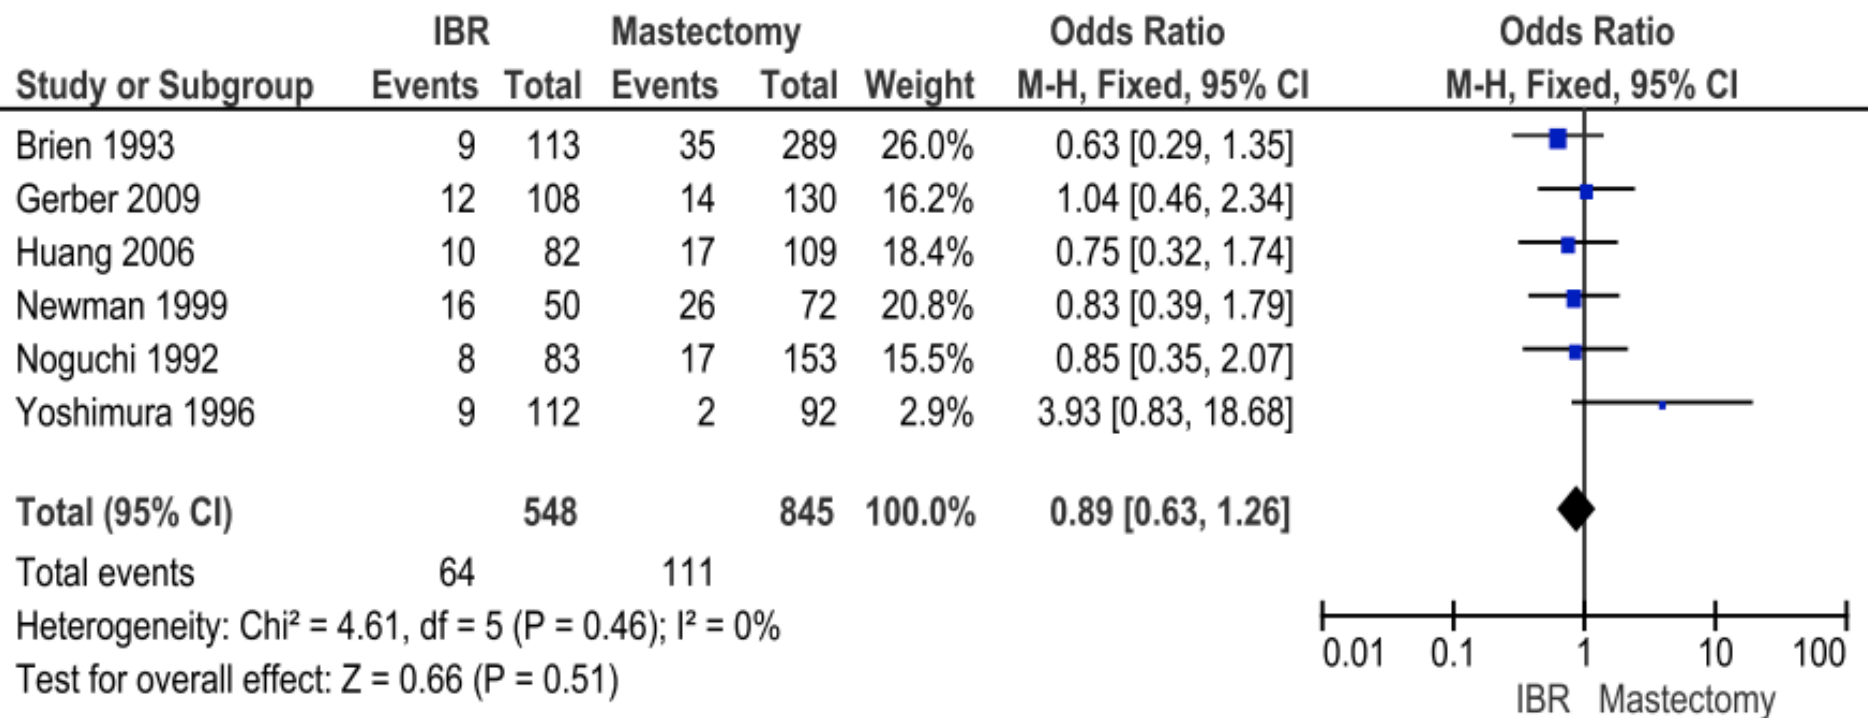 IBR Mastectomy Odds Ratio Odds Ratio
Study or Subgroup Events Total Events Total Weight M-H, Fixed, 95% CI M-H, Fixed, 95% CI
Brien 1993 9 113 35 289 26.0% 0.63 [0.29, 1.35]
Gerber 2009 12 108 14 130 16.2% 1.04 [0.46, 2.34]
Huang 2006 10 82 17 109 18.4% 0.75 [0.32, 1.74]
Newman 1999 16 50 26 72 20.8% 0.83 [0.39, 1.79]
Noguchi 1992 8 83 17 153 15.5% 0.85 [0.35, 2.07]
Yoshimura 1996 9 112 2 92 2.9% 3.93 [0.83, 18.68]
Total (95% CI) 548 845 100.0% 0.89 [0.63, 1.26]
Total events 64 111
Heterogeneity: Chi² = 4.61, df = 5 (P = 0.46); I² = 0%
Test for overall effect: Z = 0.66 (P = 0.51)
0.01 0.1 1 10 100
IBR Mastectomy